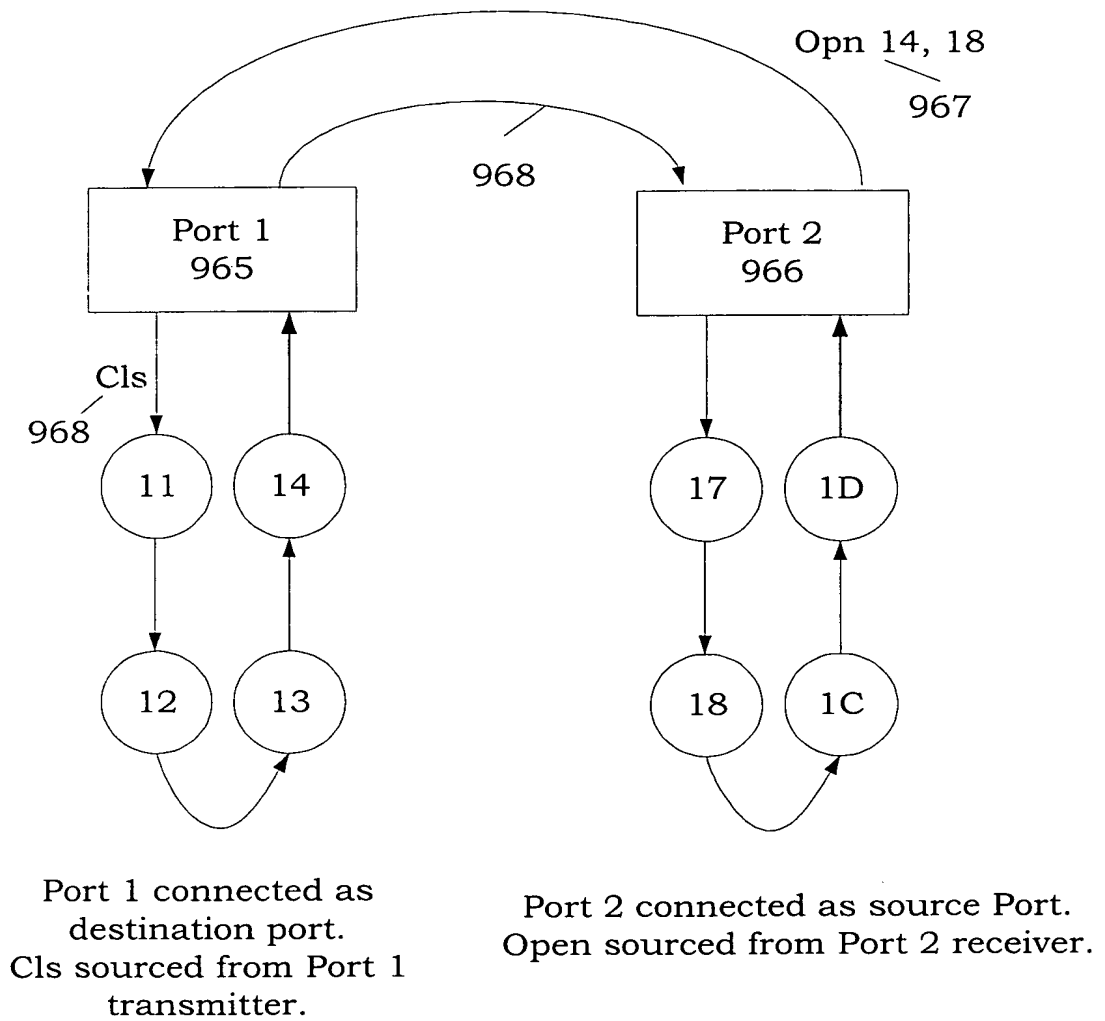 Opn 14, 18
967
968
Port 1
965
Port 2
966
Cls
968
11
14
17
1D
12
13
18
1C
Port 1 connected as
destination port.
Cls sourced from Port 1
transmitter.
Port 2 connected as source Port.
Open sourced from Port 2 receiver.